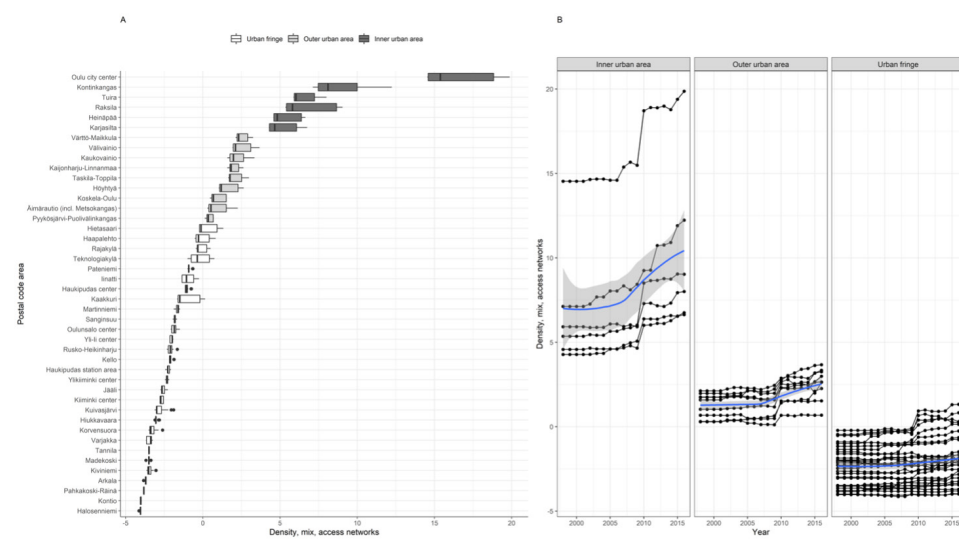 A
Urban fringe Outer urban area Inner urban area
Oulu city center
Kontinkangas
Tuira
Raksila
Heinäpää
Karjasilta
Värttö-Maikkula
Välivainio
Kaukovainio
Kaijonharju-Linnanmaa
Taskila-Toppila
Höyhtyä
Koskela-Oulu
Äimärautio (incl. Metsokangas)
Pyykösjärvi-Puolivälinkangas
Hietasaari
Haapalehto
Rajakylä
Teknologiakylä
Pateniemi
Iinatti
Haukipudas center
Kaakkuri
Martinniemi
Sanginsuu
Oulunsalo center
Yli-Ii center
Rusko-Heikinharju
Kello
Haukipudas station area
Ylikiiminki center
Jääli
Kiiminki center
Kuivasjärvi
Hiukkavaara
Korvensuora
Varjakka
Tannila
Madekoski
Kiviniemi
Arkala
Pahkakoski-Räinä
Kontio
Halosenniemi
Postal code area
-5 0 5 10 15 20
Density, mix, access networks
B
Inner urban area Outer urban area Urban fringe
20
15
10
5
0
-5
Density, mix, access networks
2000 2005 2010 2015 2000 2005 2010 2015 2000 2005 2010 2015
Year